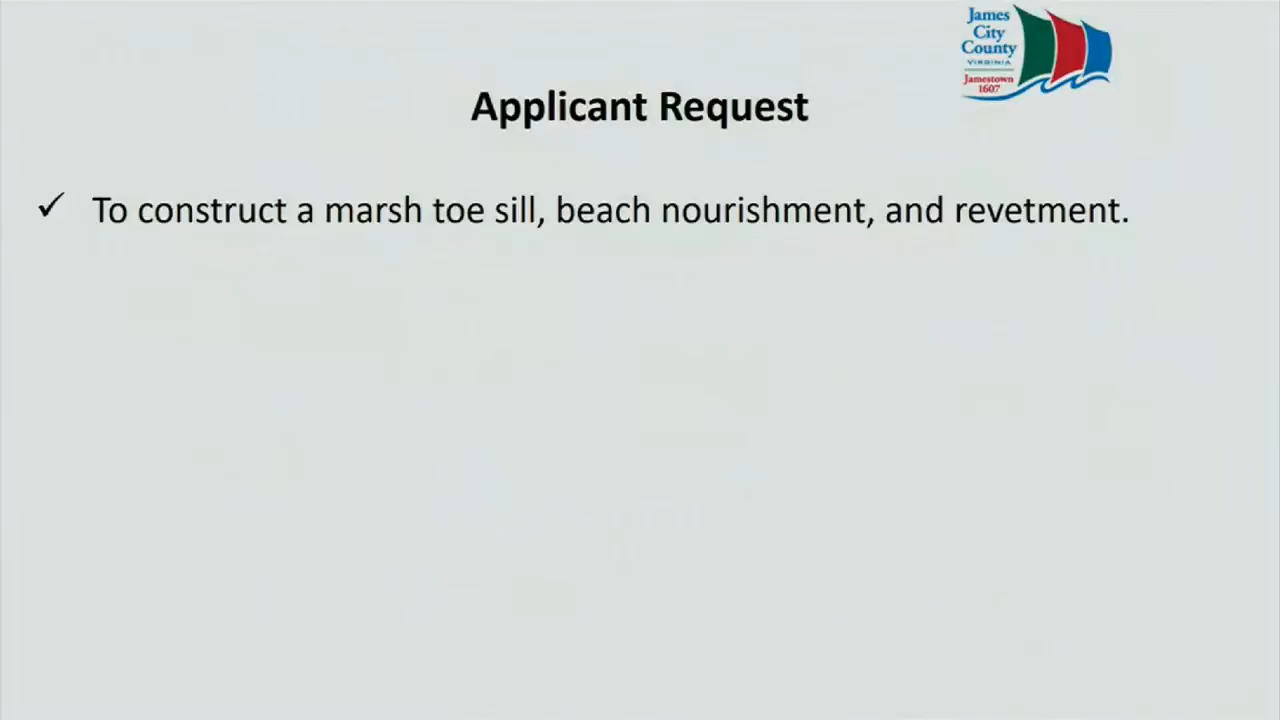 James
City
County
VIRGINIA
Jamestown
1607
Applicant Request
✓ To construct a marsh toe sill, beach nourishment, and revetment.